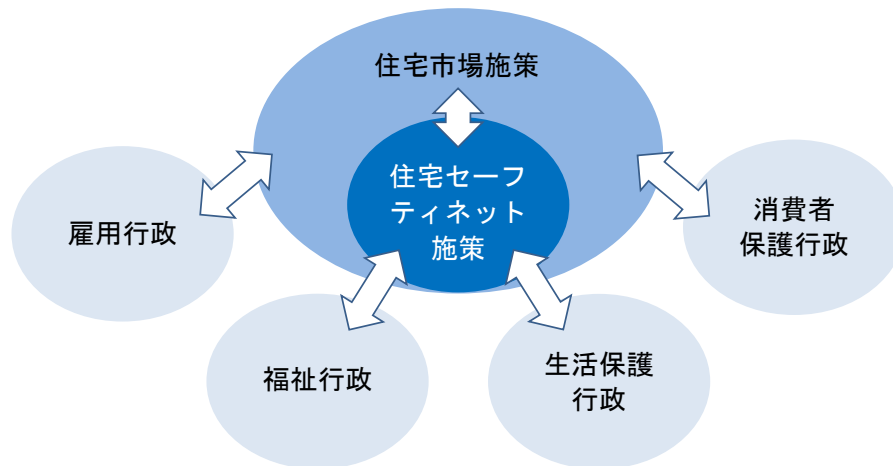 住宅市場施策
住宅セーフ
ティネット
施策
雇用行政
消費者
保護行政
福祉行政
生活保護
行政